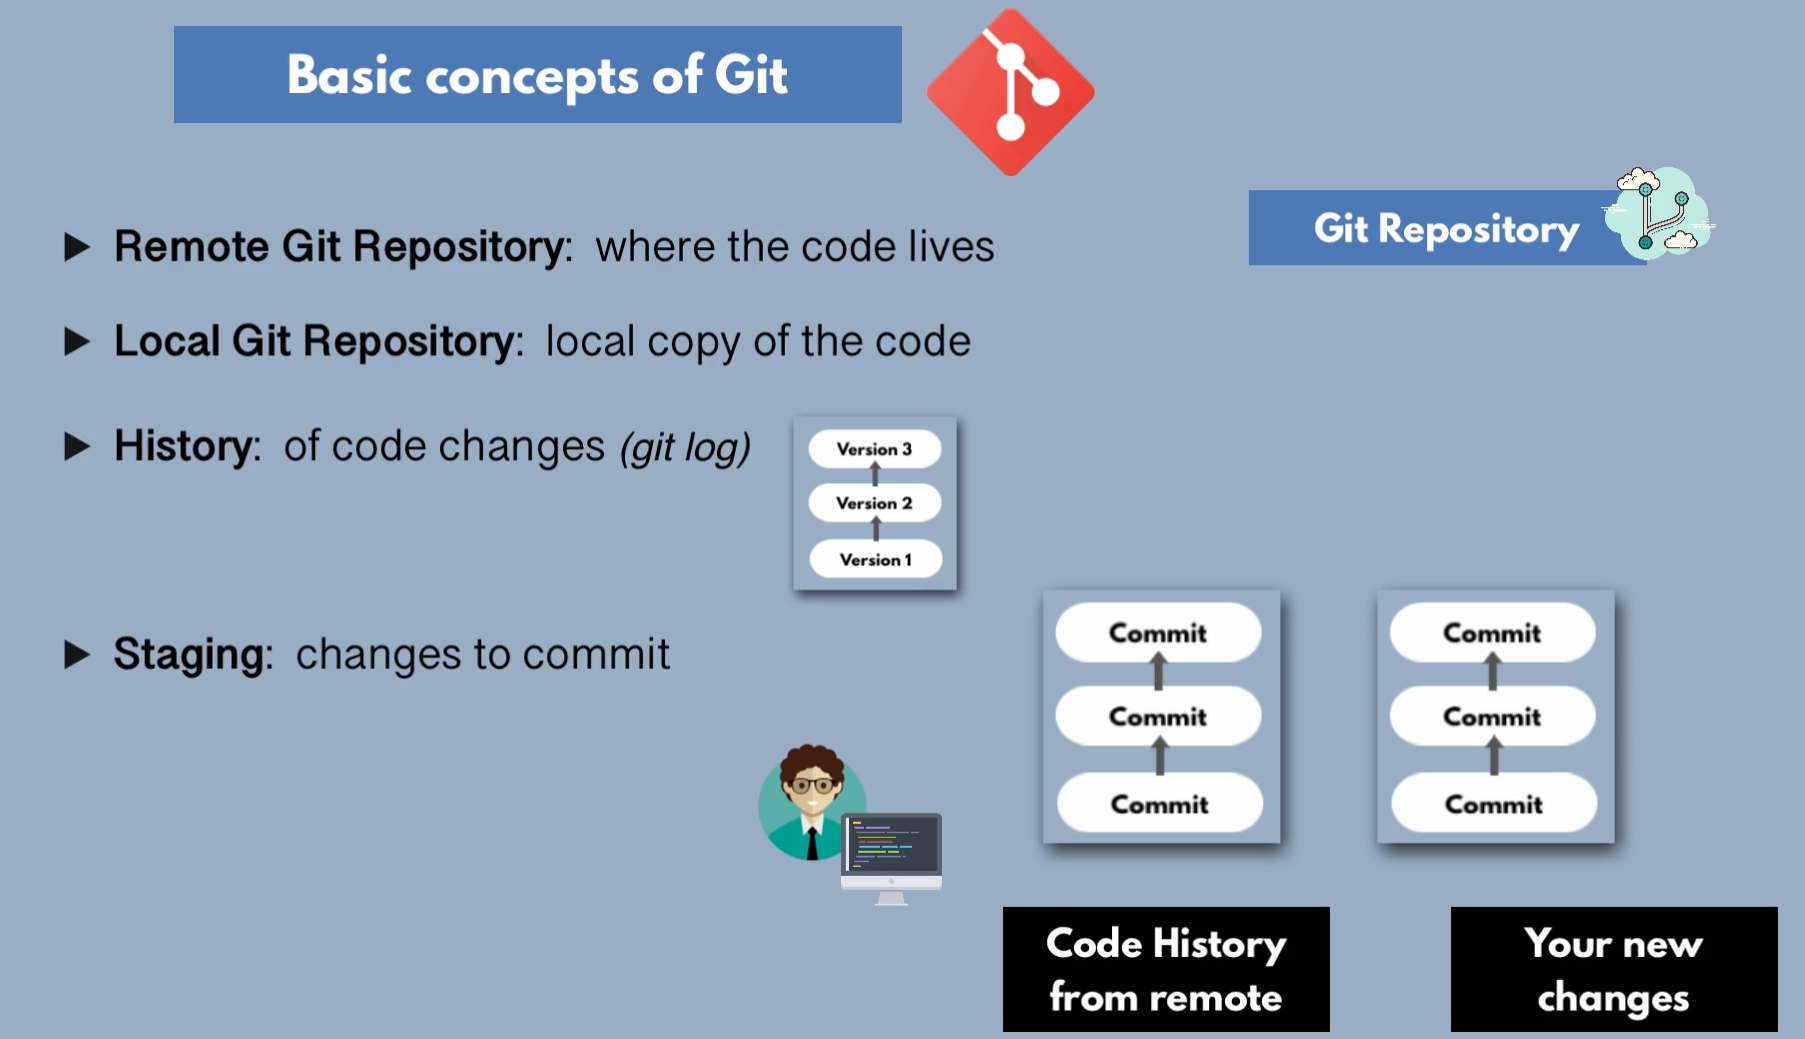 Basic concepts of Git
Git Repository
▶ Remote Git Repository: where the code lives
▶ Local Git Repository: local copy of the code
▶ History: of code changes (git log)
Version 3
Version 2
Version 1
▶ Staging: changes to commit
Commit
Commit
Commit
Code History
from remote
Commit
Commit
Commit
Your new
changes